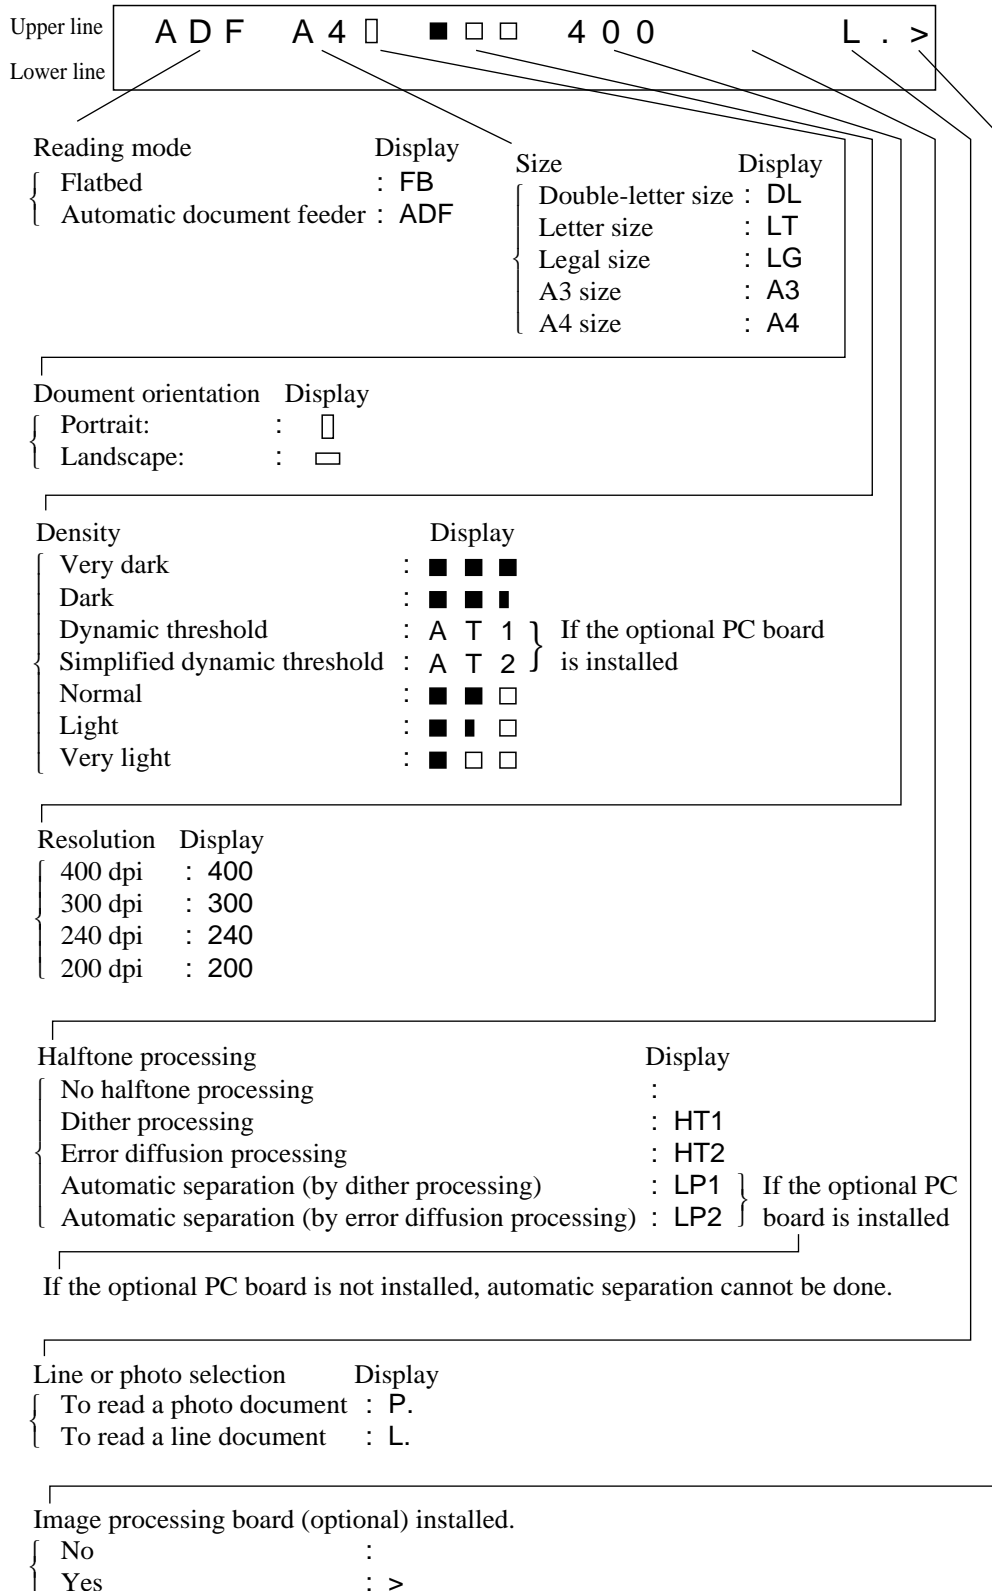 Upper line ADF A4▯ ■□□ 400 L.>
Lower line
Reading mode Display
Flatbed : FB
Automatic document feeder : ADF
Size Display
Double-letter size : DL
Letter size : LT
Legal size : LG
A3 size : A3
A4 size : A4
Doument orientation Display
Portrait: : ▯
Landscape: : ▭
Density Display
Very dark : ■ ■ ■
Dark : ■ ■ ▌
Dynamic threshold : A T 1 If the optional PC board
Simplified dynamic threshold : A T 2 is installed
Normal : ■ ■ □
Light : ■ ▌ □
Very light : ■ □ □
Resolution Display
400 dpi : 400
300 dpi : 300
240 dpi : 240
200 dpi : 200
Halftone processing Display
No halftone processing :
Dither processing : HT1
Error diffusion processing : HT2
Automatic separation (by dither processing) : LP1 If the optional PC
Automatic separation (by error diffusion processing) : LP2 board is installed
If the optional PC board is not installed, automatic separation cannot be done.
Line or photo selection Display
To read a photo document : P.
To read a line document : L.
Image processing board (optional) installed.
No :
Yes : >